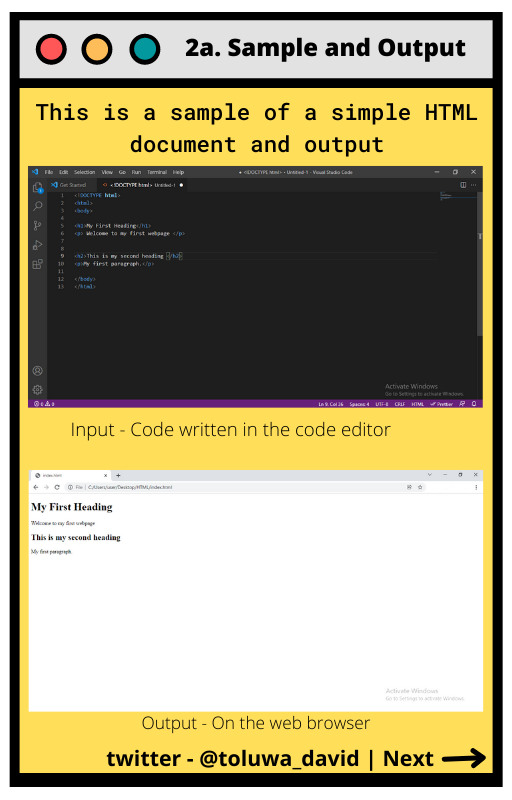 2a. Sample and Output
This is a sample of a simple HTML
document and output
File Edit Selection View Go Run Terminal Help
● <!DOCTYPE html> · Untitled-1 - Visual Studio Code
Get Started
<!DOCTYPE html> Untitled-1 ●
1 <!DOCTYPE html>
2 <html>
3 <body>
4
5 <h1>My First Heading</h1>
6 <p> Welcome to my first webpage </p>
7
8
9 <h2>This is my second heading </h2>
10 <p>My first paragraph.</p>
11
12 </body>
13 </html>
Activate Windows
Go to Settings to activate Windows.
0 0 Ln 9, Col 26 Spaces: 4 UTF-8 CRLF HTML Prettier
Input - Code written in the code editor
index.html
File | C:/Users/user/Desktop/HTML/index.html
My First Heading
Welcome to my first webpage
This is my second heading
My first paragraph.
Activate Windows
Go to Settings to activate Windows.
Output - On the web browser
twitter - @toluwa_david | Next